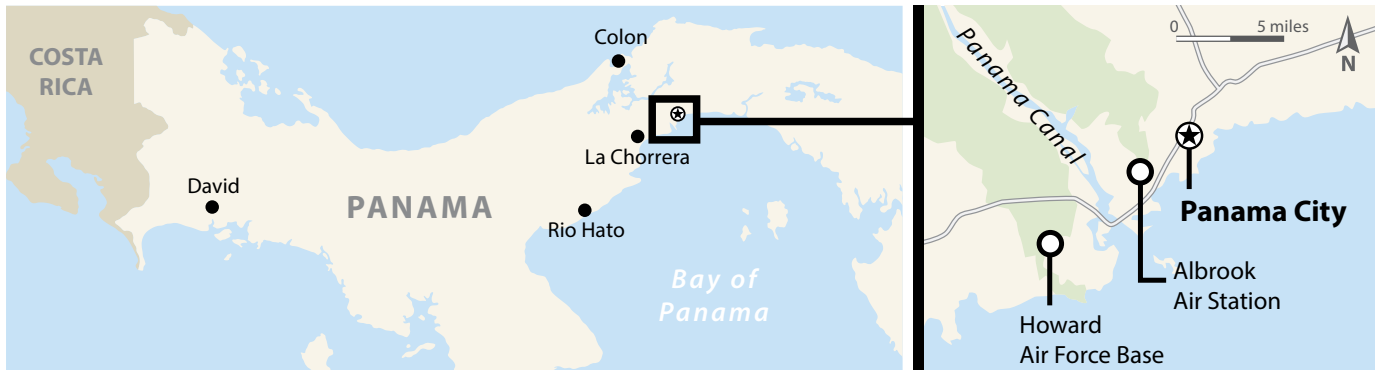 COSTA
RICA
Colon
La Chorrera
David
PANAMA
Rio Hato
Bay of
Panama
0 5 miles
N
Panama Canal
Panama City
Albrook
Air Station
Howard
Air Force Base